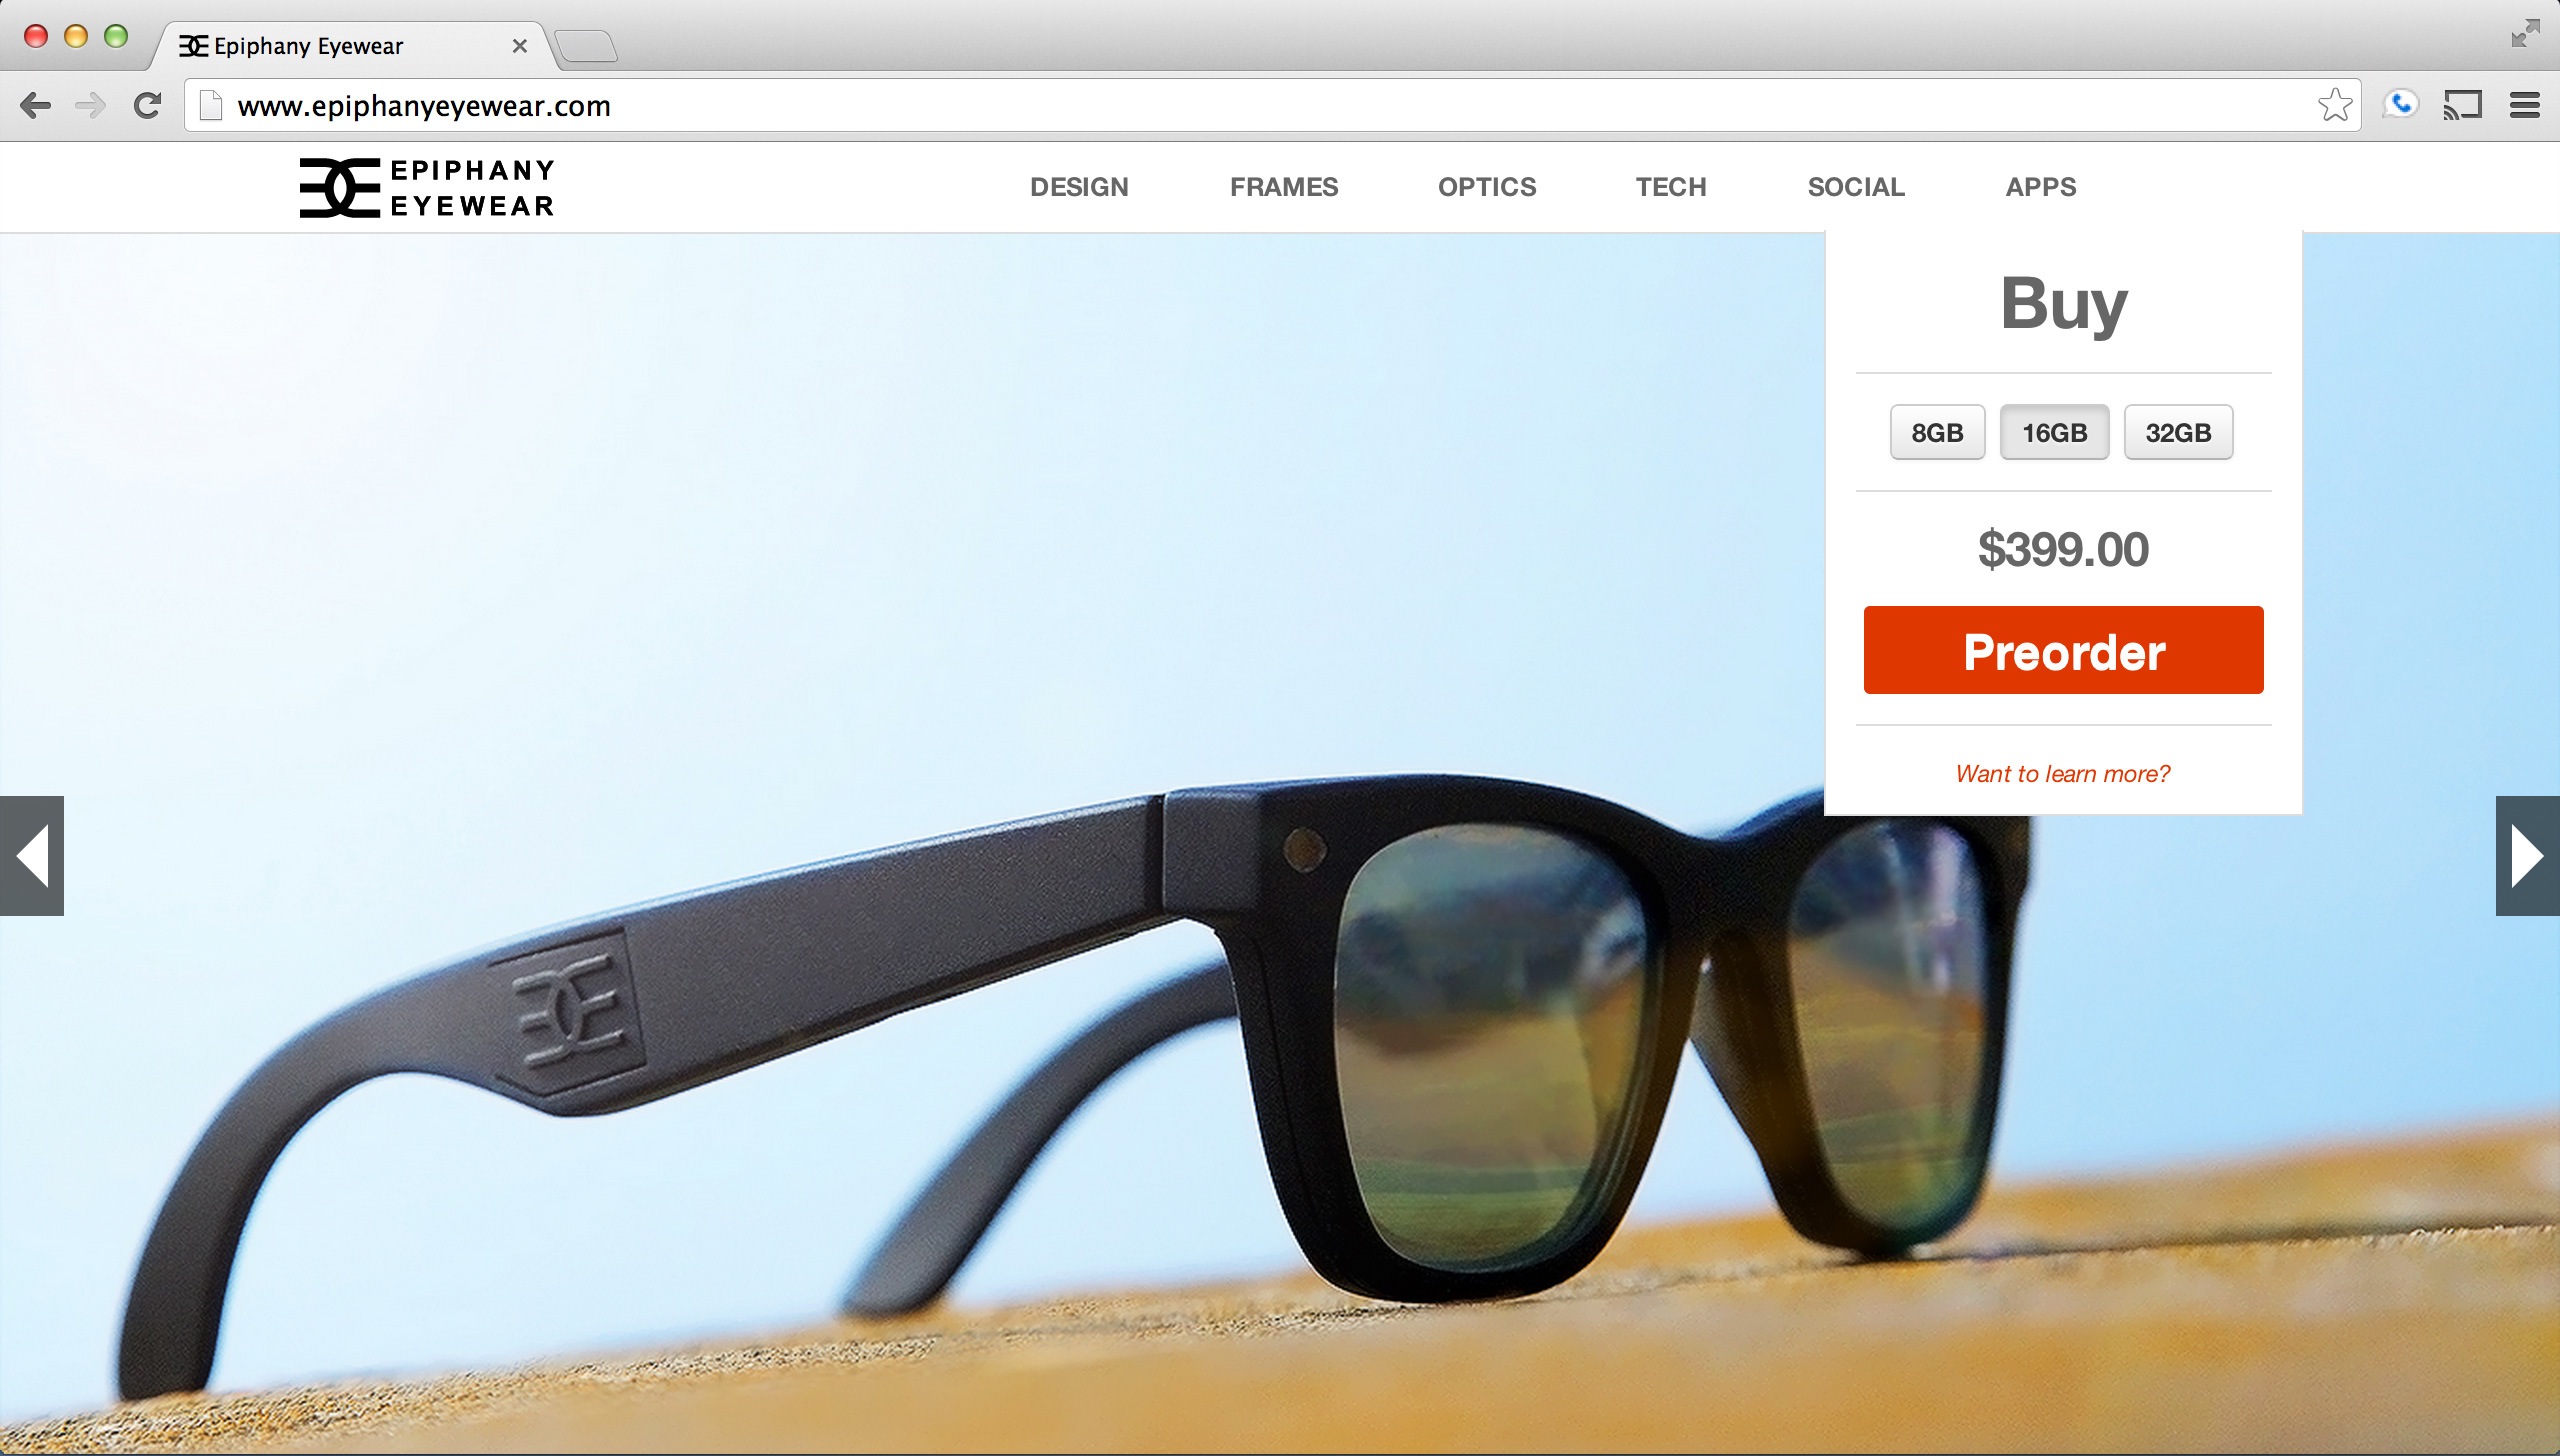 Epiphany Eyewear
www.epiphanyeyewear.com
EPIPHANY
EYEWEAR
DESIGN FRAMES OPTICS TECH SOCIAL APPS
Buy
8GB 16GB 32GB
$399.00
Preorder
Want to learn more?